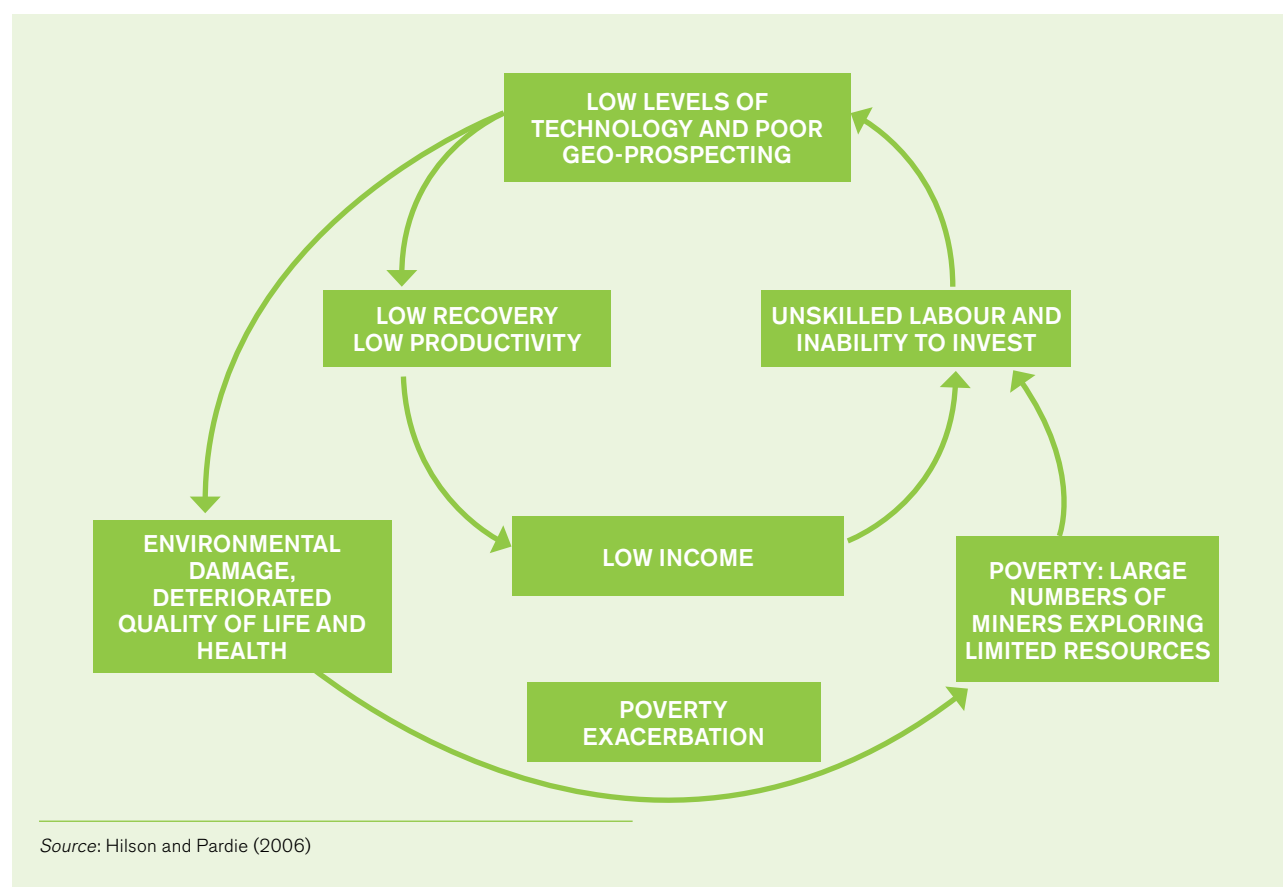 LOW LEVELS OF
TECHNOLOGY AND POOR
GEO-PROSPECTING
LOW RECOVERY
LOW PRODUCTIVITY
UNSKILLED LABOUR AND
INABILITY TO INVEST
ENVIRONMENTAL
DAMAGE,
DETERIORATED
QUALITY OF LIFE AND
HEALTH
LOW INCOME
POVERTY: LARGE
NUMBERS OF
MINERS EXPLORING
LIMITED RESOURCES
POVERTY
EXACERBATION
Source: Hilson and Pardie (2006)